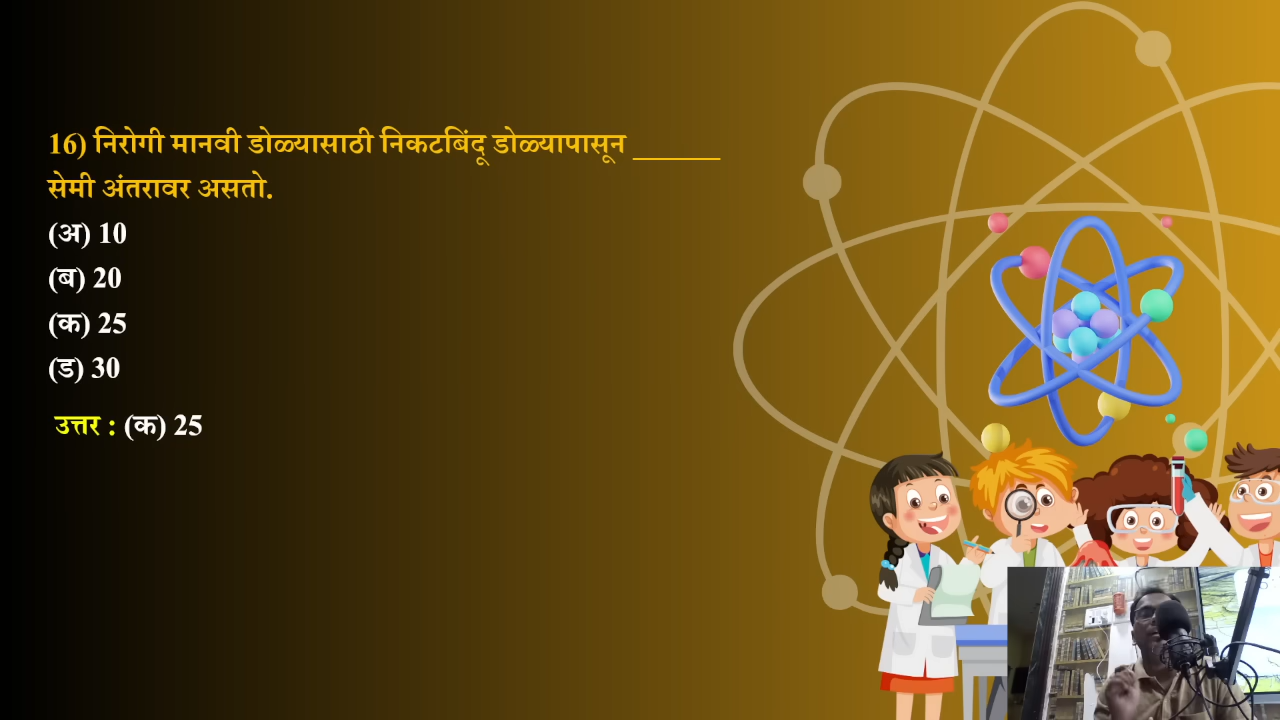 16) निरोगी मानवी डोळ्यासाठी निकटबिंदू डोळ्यापासून ______
सेमी अंतरावर असतो.
(अ) 10
(ब) 20
(क) 25
(ड) 30
उत्तर : (क) 25